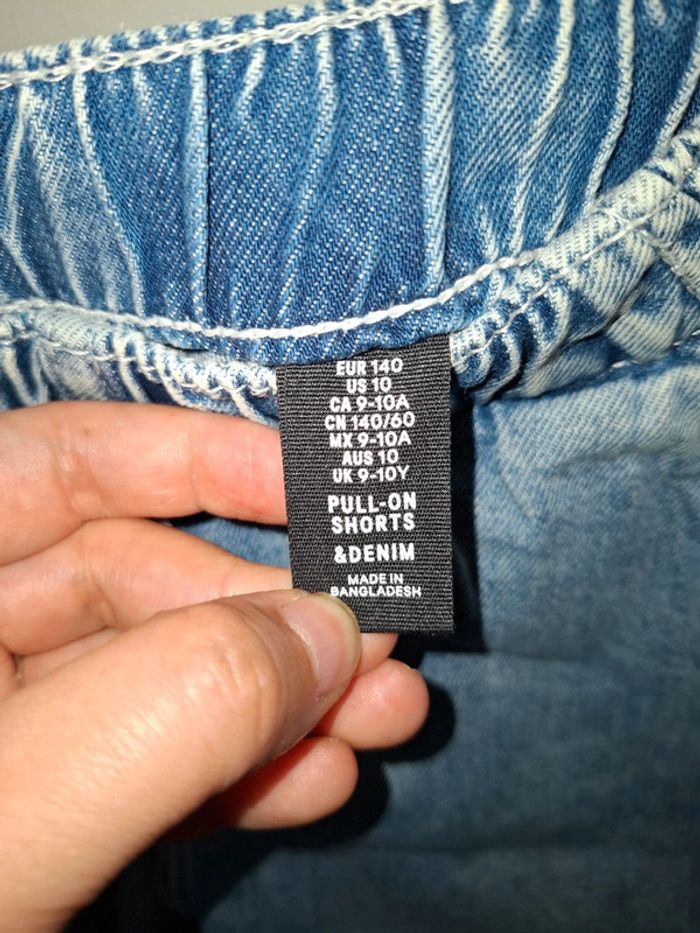 EUR 140
US 10
CA 9-10A
CN 140/60
MX 9-10A
AUS 10
UK 9-10Y
PULL-ON
SHORTS
&DENIM
MADE IN
BANGLADESH